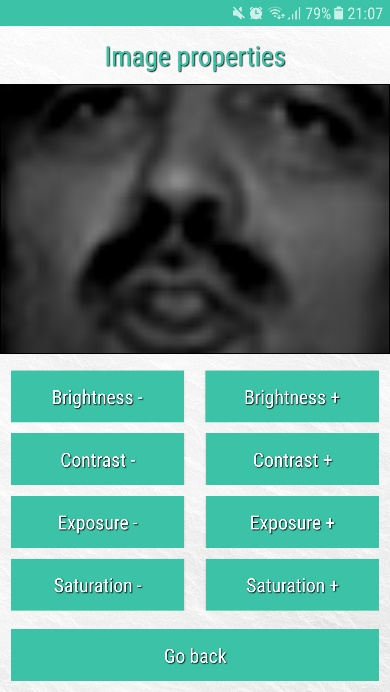 79% 21:07
Image properties
Brightness - Brightness +
Contrast - Contrast +
Exposure - Exposure +
Saturation - Saturation +
Go back